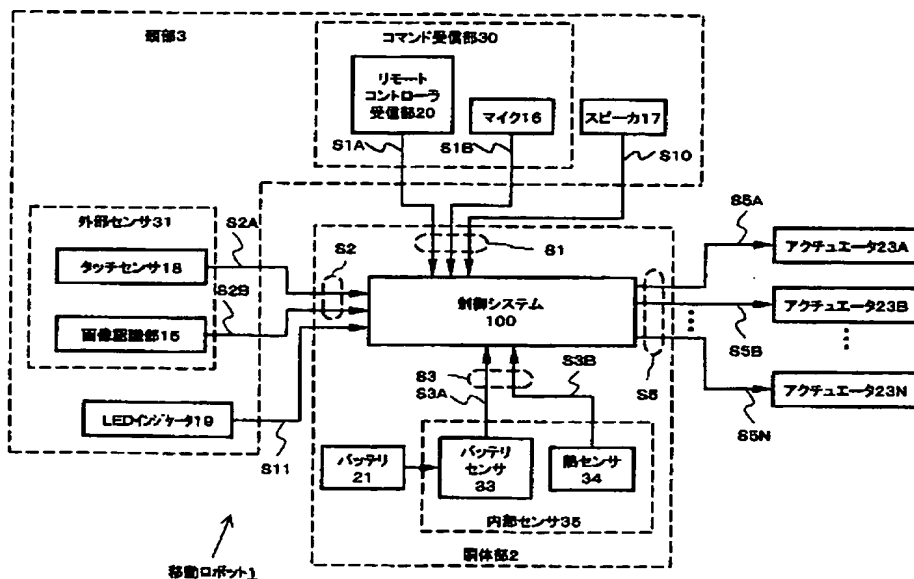 頭部3
コマンド受信部30
リモート
コントローラ
受信部20
マイク16
スピーカ17
S1A
S1B
S10
外部センサ31
S2A
タッチセンサ18
S2B
画像認識部15
LEDインジケータ19
S11
S2
S1
制御システム
100
S5A
アクチュエータ23A
アクチュエータ23B
S5B
S5
アクチュエータ23N
S5N
S3
S3A
S3B
バッテリ
21
バッテリ
センサ
33
熱センサ
34
内部センサ35
胴体部2
移動ロボット1